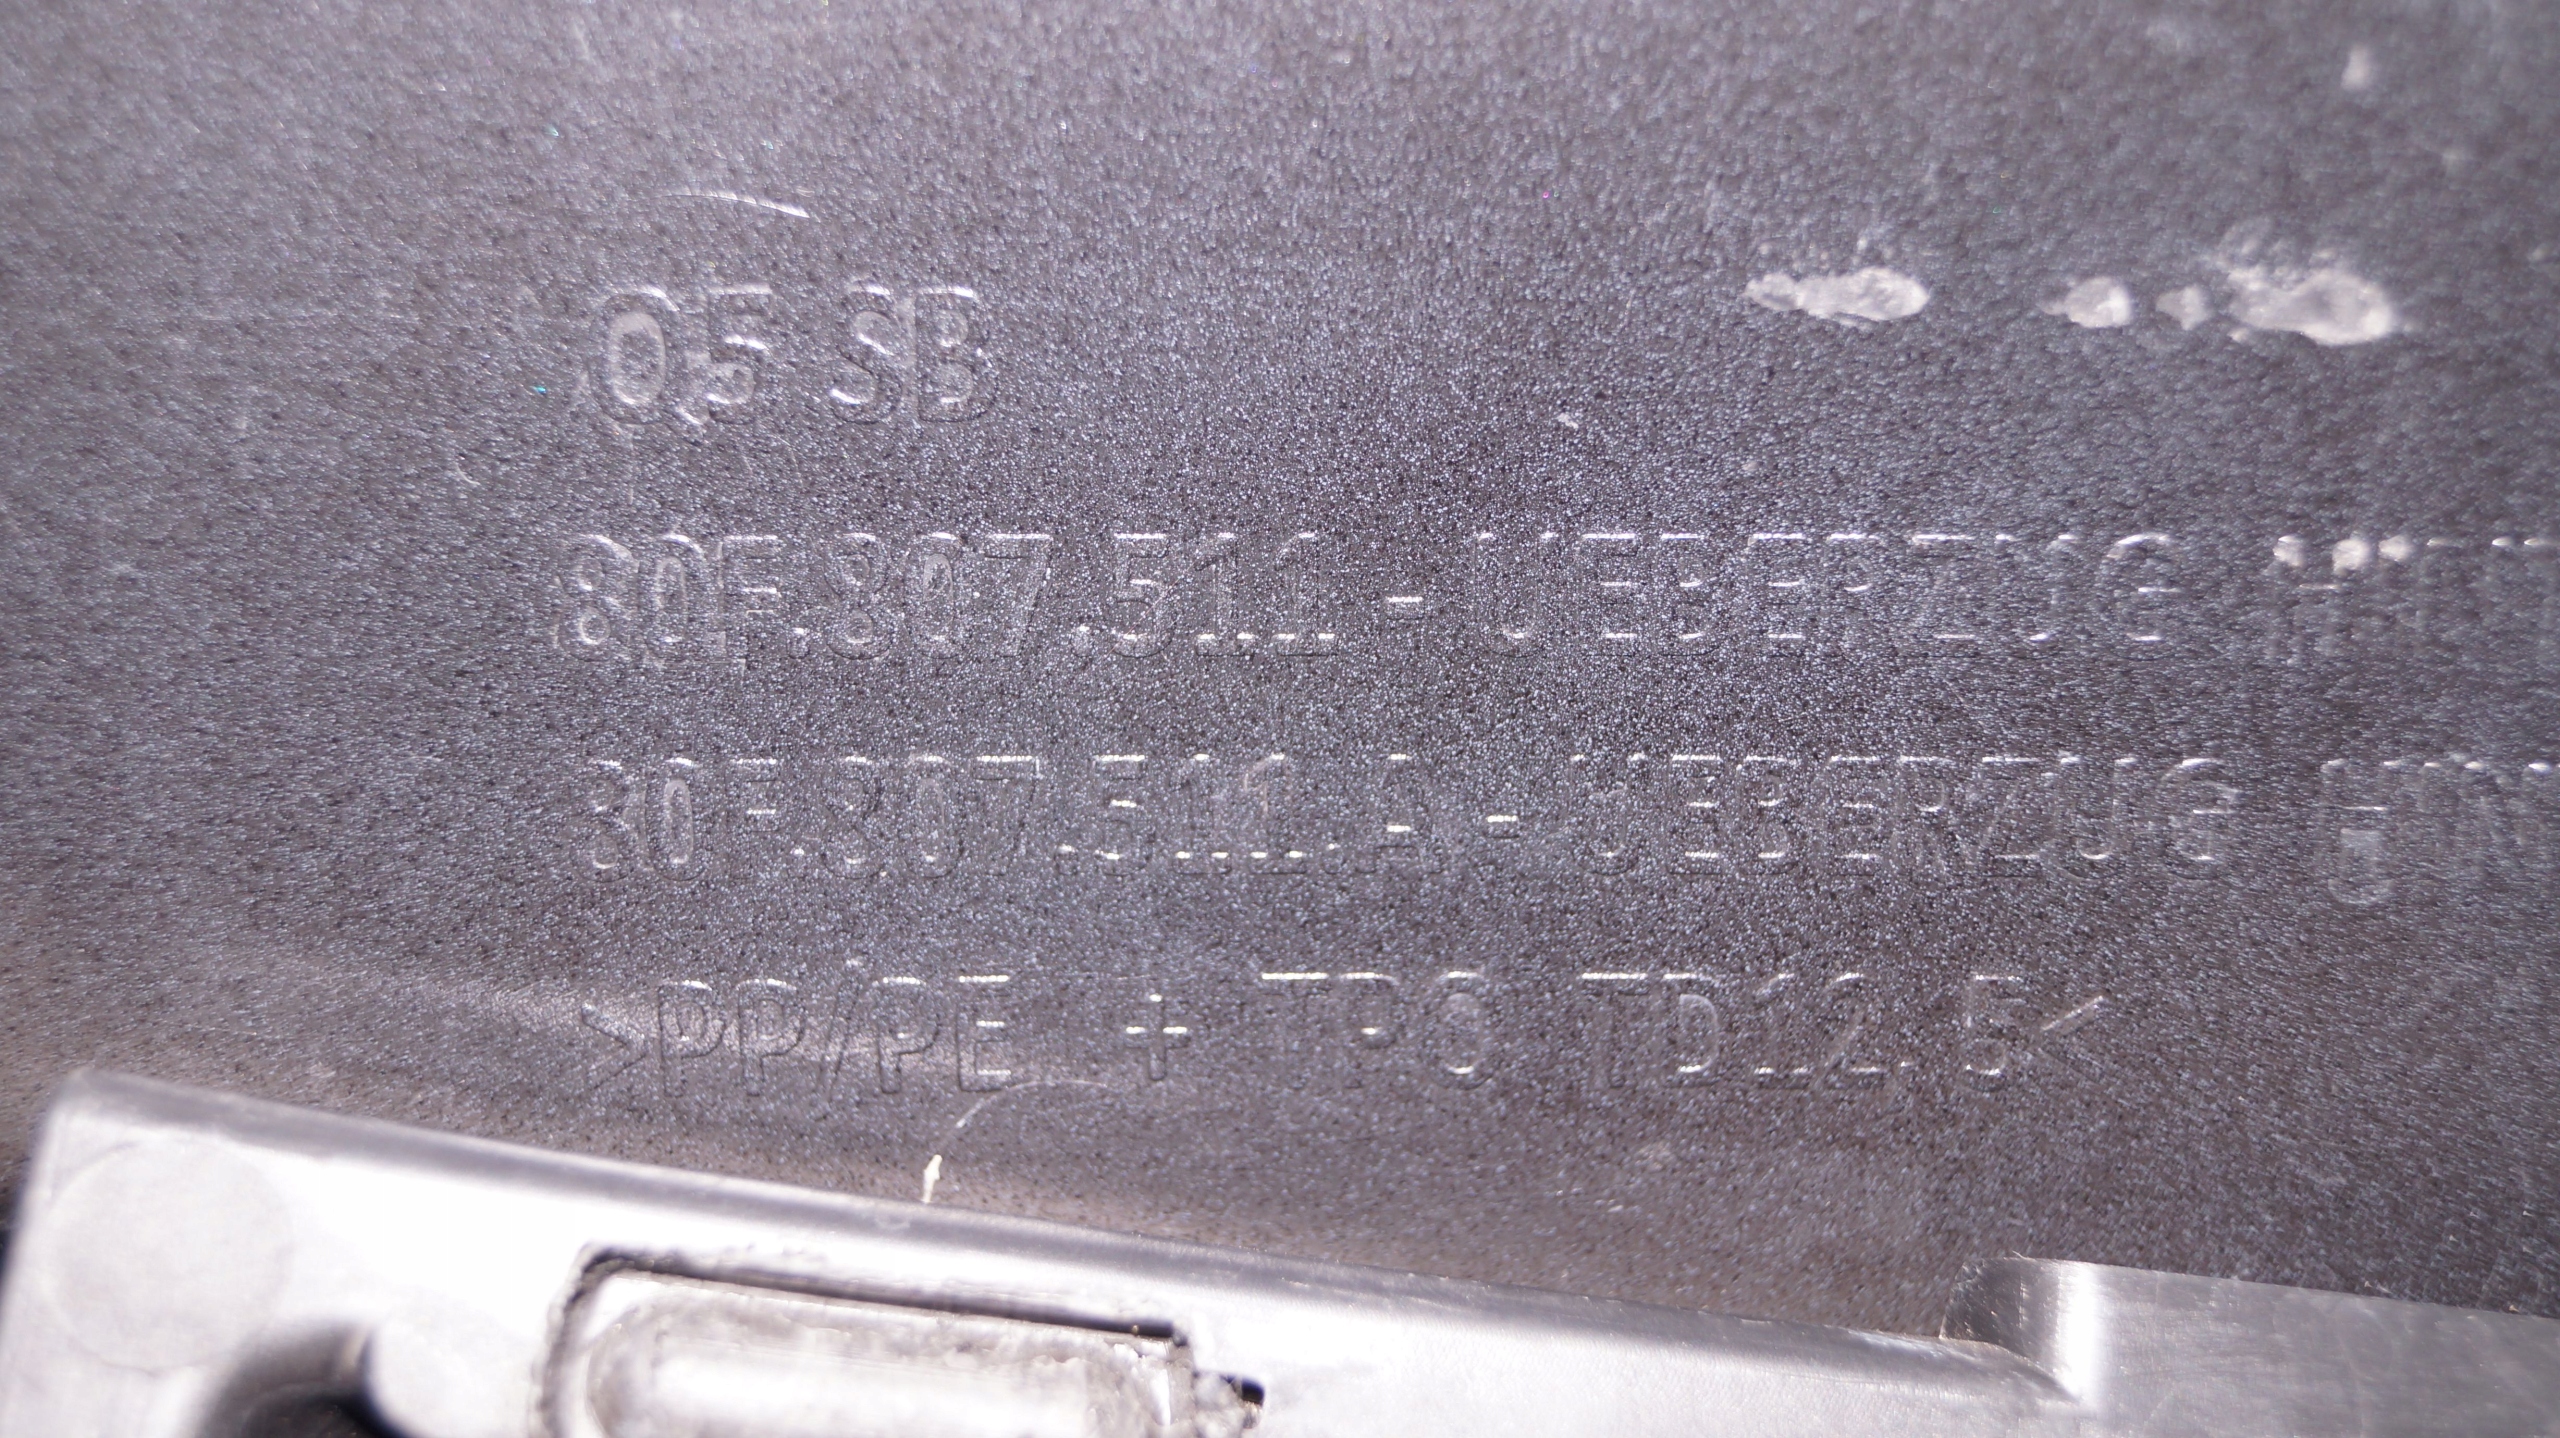 05 SB
80F.807.511 - UEBERZUG
80F.807.511.A - UEBERZUG
>PP/PE + TPO TD12.5<